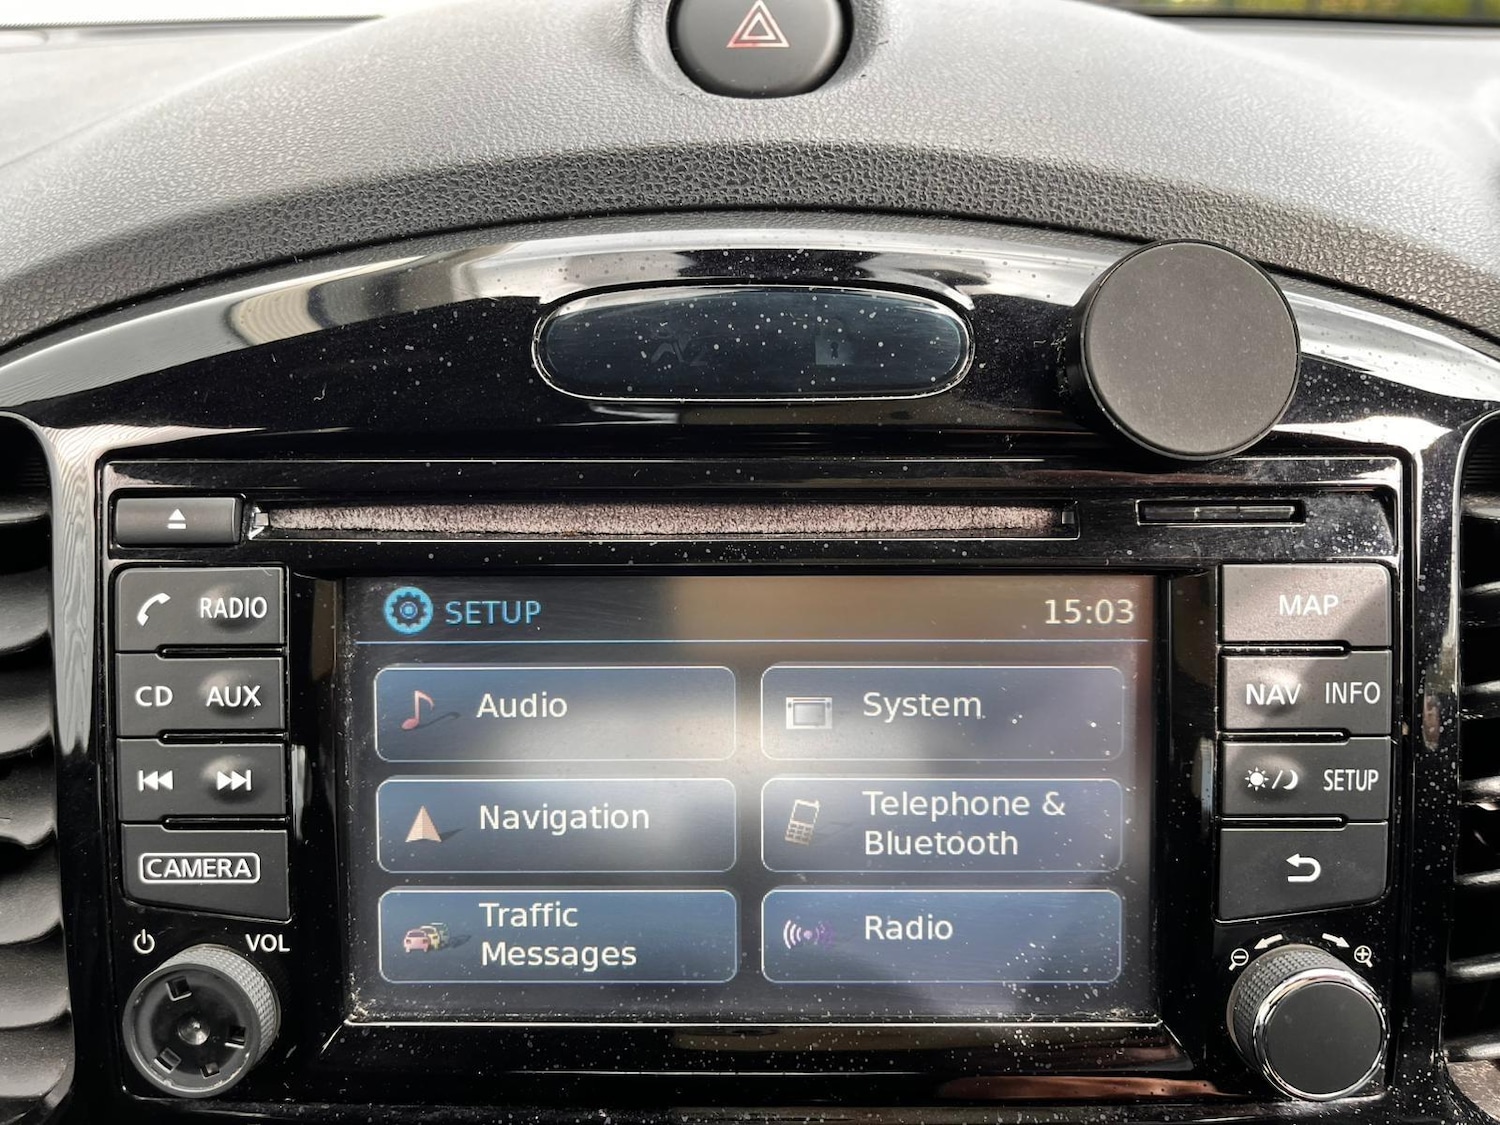 RADIO
CD AUX
CAMERA
VOL
SETUP 15:03
Audio
System
Navigation
Telephone &
Bluetooth
Traffic
Messages
Radio
MAP
NAV INFO
SETUP